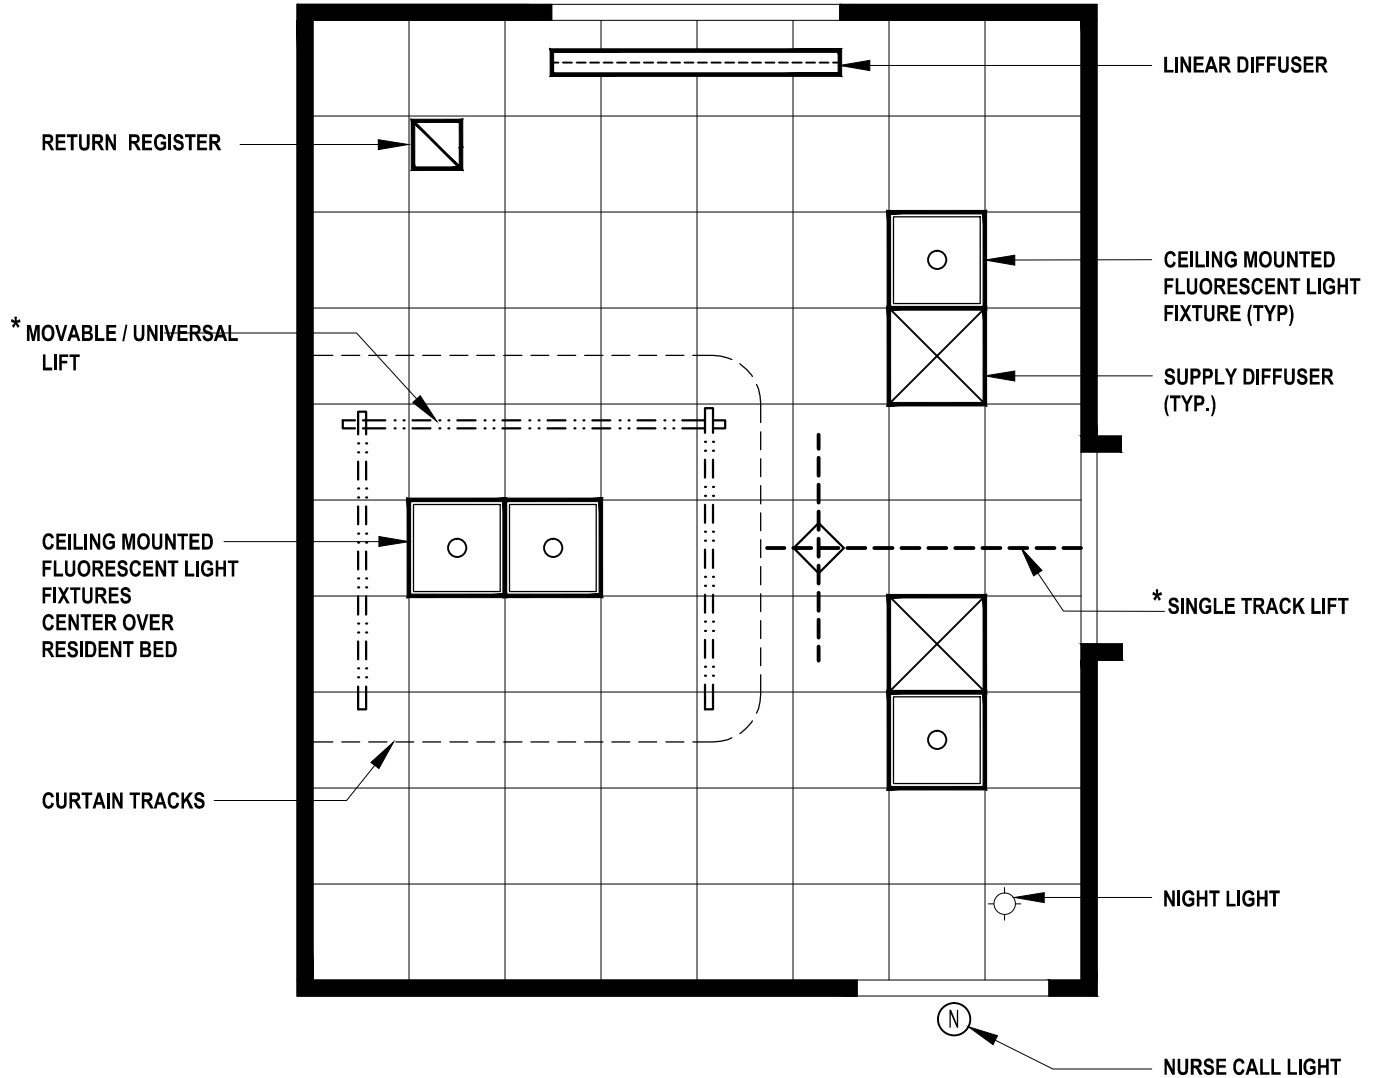 LINEAR DIFFUSER
RETURN REGISTER
CEILING MOUNTED
FLUORESCENT LIGHT
FIXTURE (TYP)
* MOVABLE / UNIVERSAL
LIFT
SUPPLY DIFFUSER
(TYP.)
CEILING MOUNTED
FLUORESCENT LIGHT
FIXTURES
CENTER OVER
RESIDENT BED
* SINGLE TRACK LIFT
CURTAIN TRACKS
NIGHT LIGHT
N
NURSE CALL LIGHT